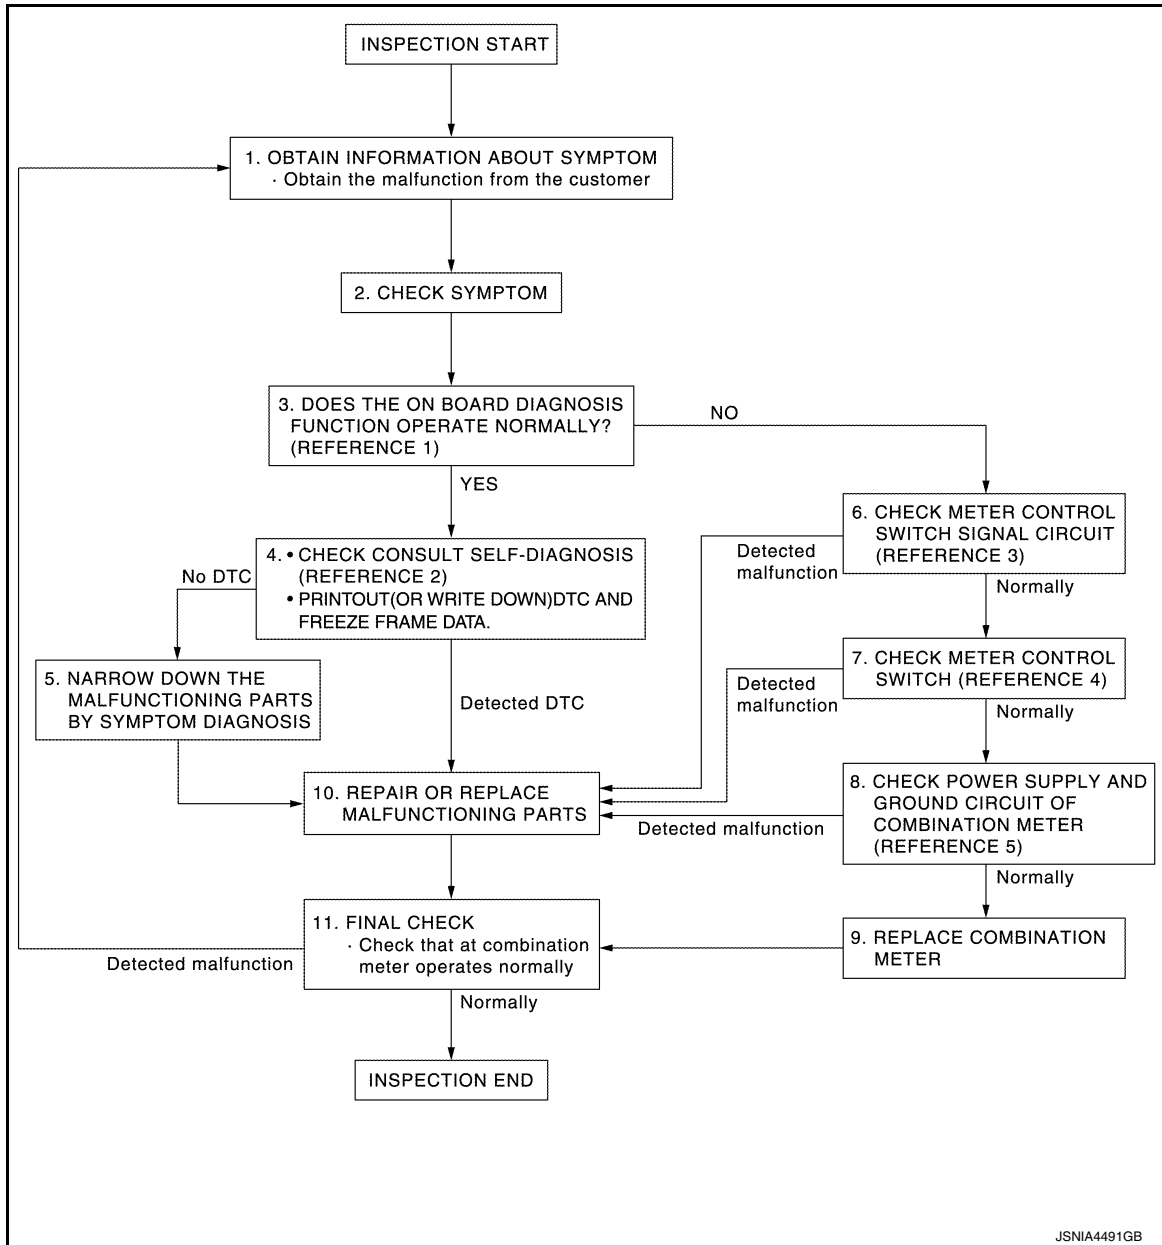 INSPECTION START
1. OBTAIN INFORMATION ABOUT SYMPTOM
· Obtain the malfunction from the customer
2. CHECK SYMPTOM
3. DOES THE ON BOARD DIAGNOSIS
FUNCTION OPERATE NORMALLY?
(REFERENCE 1)
NO
YES
4. • CHECK CONSULT SELF-DIAGNOSIS
(REFERENCE 2)
• PRINTOUT(OR WRITE DOWN)DTC AND
FREEZE FRAME DATA.
No DTC
5. NARROW DOWN THE
MALFUNCTIONING PARTS
BY SYMPTOM DIAGNOSIS
Detected DTC
6. CHECK METER CONTROL
SWITCH SIGNAL CIRCUIT
(REFERENCE 3)
Detected
malfunction
Normally
7. CHECK METER CONTROL
SWITCH (REFERENCE 4)
Detected
malfunction
Normally
8. CHECK POWER SUPPLY AND
GROUND CIRCUIT OF
COMBINATION METER
(REFERENCE 5)
Detected malfunction
Normally
9. REPLACE COMBINATION
METER
10. REPAIR OR REPLACE
MALFUNCTIONING PARTS
11. FINAL CHECK
· Check that at combination
meter operates normally
Detected malfunction
Normally
INSPECTION END
JSNIA4491GB